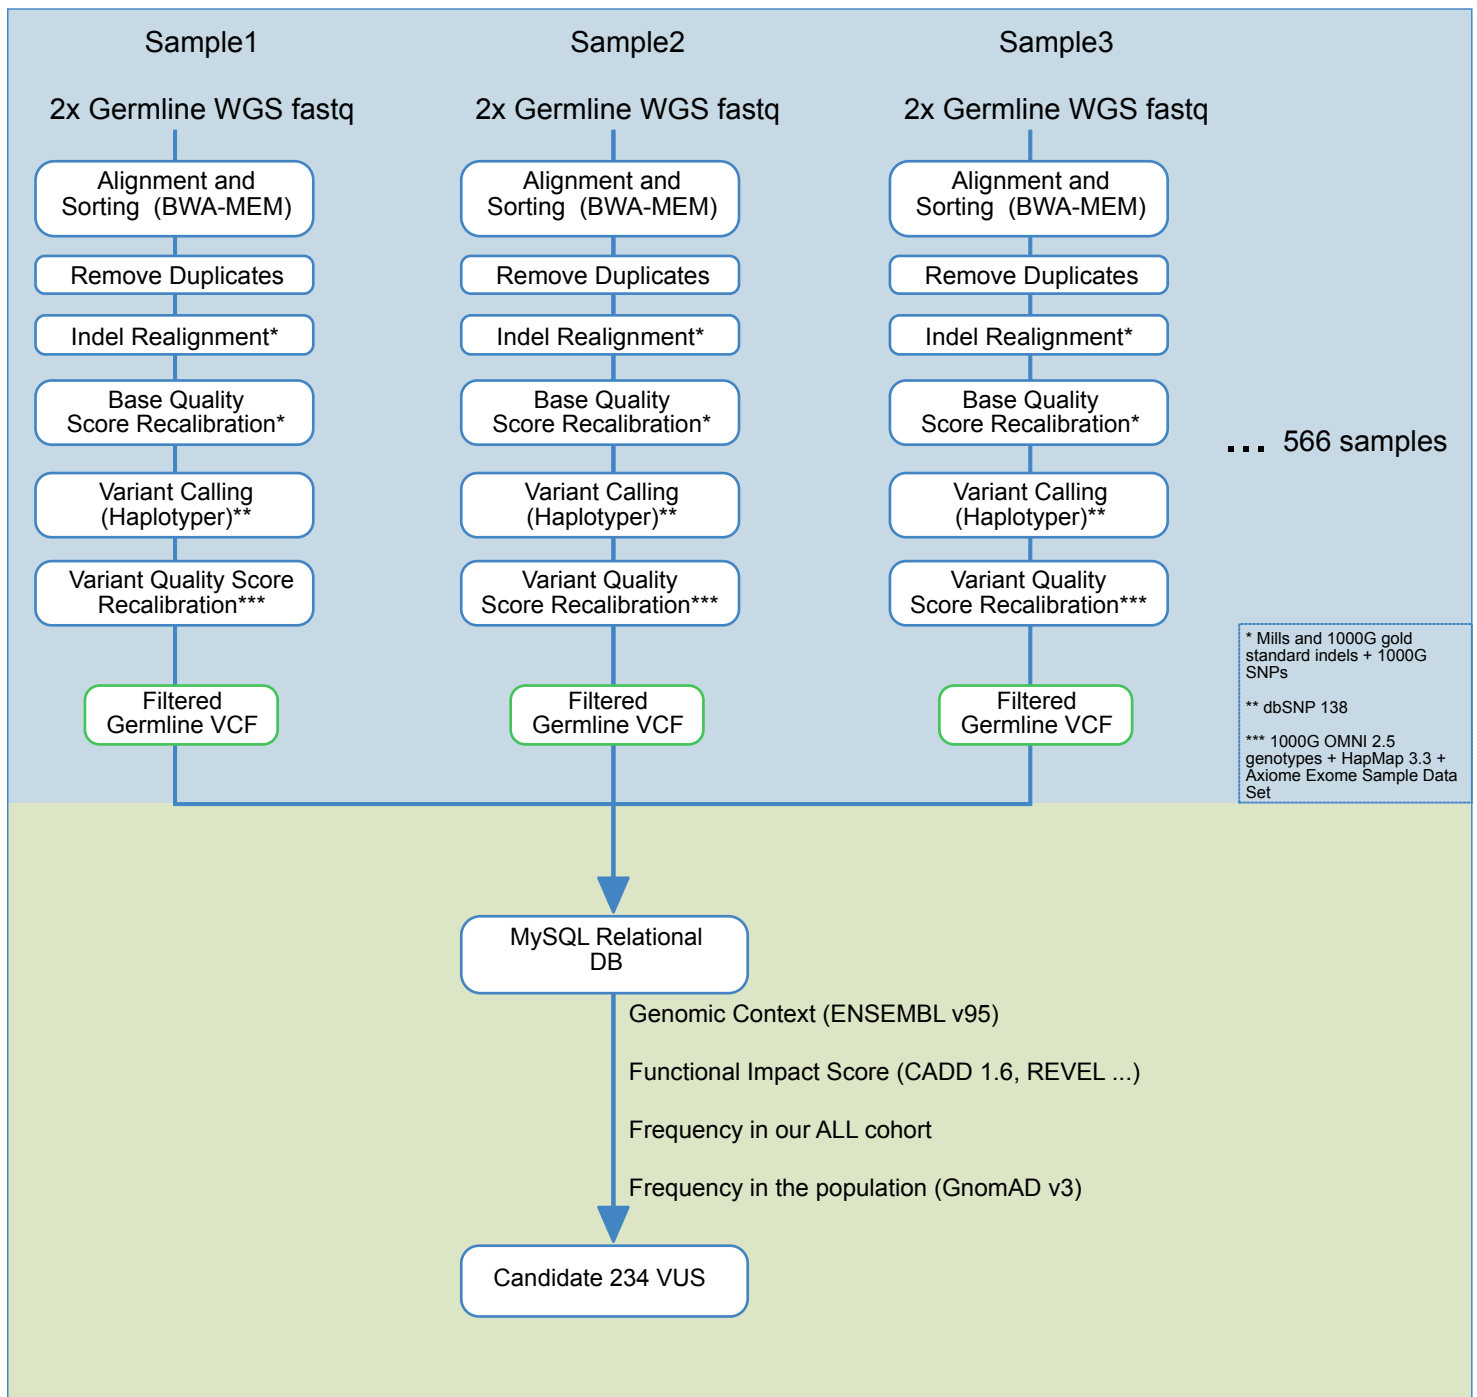 Sample1
2x Germline WGS fastq
Alignment and
Sorting  (BWA-MEM)
Remove Duplicates
Indel Realignment*
Base Quality
Score Recalibration*
Variant Calling
(Haplotyper)**
Variant Quality Score
Recalibration***
Filtered
Germline VCF
Sample2
2x Germline WGS fastq
Alignment and
Sorting  (BWA-MEM)
Remove Duplicates
Indel Realignment*
Base Quality
Score Recalibration*
Variant Calling
(Haplotyper)**
Variant Quality
Score Recalibration***
Filtered
Germline VCF
Sample3
2x Germline WGS fastq
Alignment and
Sorting  (BWA-MEM)
Remove Duplicates
Indel Realignment*
Base Quality
Score Recalibration*
Variant Calling
(Haplotyper)**
Variant Quality
Score Recalibration***
Filtered
Germline VCF
... 566 samples
* Mills and 1000G gold
standard indels + 1000G
SNPs
** dbSNP 138
*** 1000G OMNI 2.5
genotypes + HapMap 3.3 +
Axiome Exome Sample Data
Set
MySQL Relational
DB
Genomic Context (ENSEMBL v95)
Functional Impact Score (CADD 1.6, REVEL ...)
Frequency in our ALL cohort
Frequency in the population (GnomAD v3)
Candidate 234 VUS